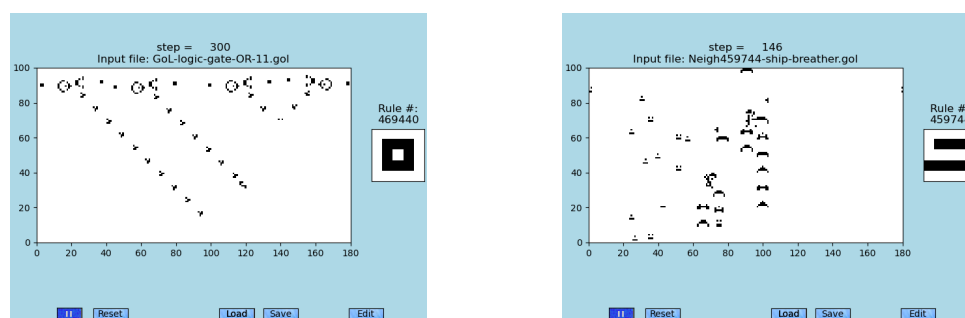 step =     300
Input file: GoL-logic-gate-OR-11.gol
100
80
60
40
20
0
0 20 40 60 80 100 120 140 160 180
Rule #:
469440
Reset
Load
Save
Edit
step =     146
Input file: Neigh459744-ship-breather.gol
100
80
60
40
20
0
0 20 40 60 80 100 120 140 160 180
Rule #
45974
Reset
Load
Save
Edit